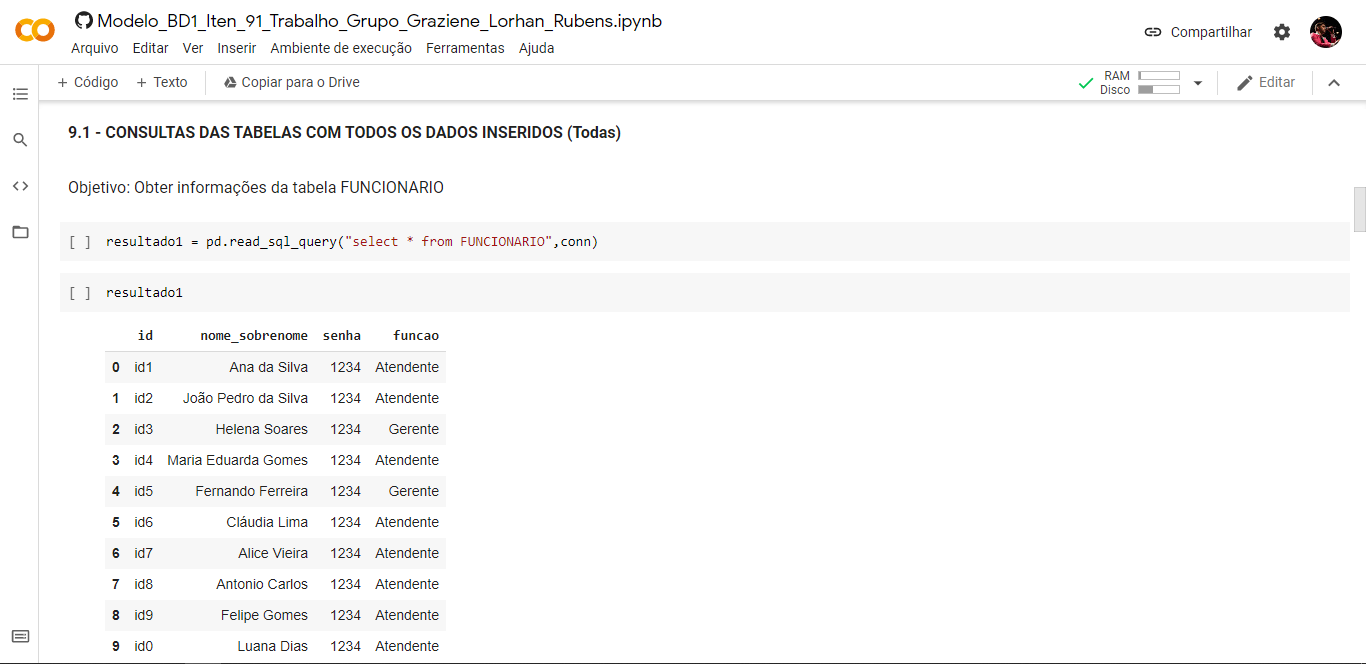 Modelo_BD1_Iten_91_Trabalho_Grupo_Graziene_Lorhan_Rubens.ipynb
Arquivo Editar Ver Inserir Ambiente de execução Ferramentas Ajuda
Compartilhar
+ Código + Texto Copiar para o Drive
RAM
Disco
Editar
9.1 - CONSULTAS DAS TABELAS COM TODOS OS DADOS INSERIDOS (Todas)
Objetivo: Obter informações da tabela FUNCIONARIO
[ ] resultado1 = pd.read_sql_query("select * from FUNCIONARIO",conn)
[ ] resultado1
id nome_sobrenome senha funcao
0 id1 Ana da Silva 1234 Atendente
1 id2 João Pedro da Silva 1234 Atendente
2 id3 Helena Soares 1234 Gerente
3 id4 Maria Eduarda Gomes 1234 Atendente
4 id5 Fernando Ferreira 1234 Gerente
5 id6 Cláudia Lima 1234 Atendente
6 id7 Alice Vieira 1234 Atendente
7 id8 Antonio Carlos 1234 Atendente
8 id9 Felipe Gomes 1234 Atendente
9 id0 Luana Dias 1234 Atendente